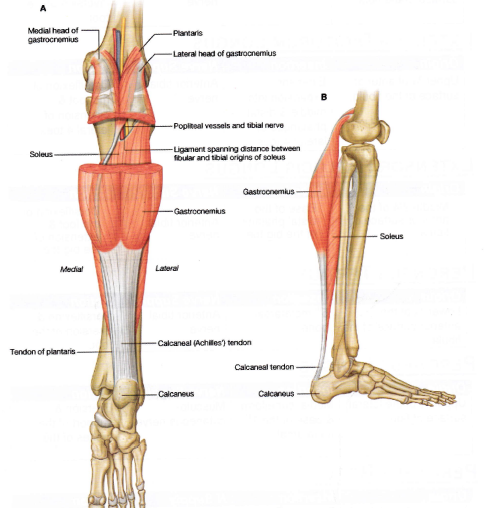 A
Medial head of
gastrocnemius
Plantaris
Lateral head of gastrocnemius
Popliteal vessels and tibial nerve
Ligament spanning distance between
fibular and tibial origins of soleus
Soleus
Gastrocnemius
Medial
Lateral
Tendon of plantaris
Calcaneal (Achilles') tendon
Calcaneus
B
Gastrocnemius
Soleus
Calcaneal tendon
Calcaneus